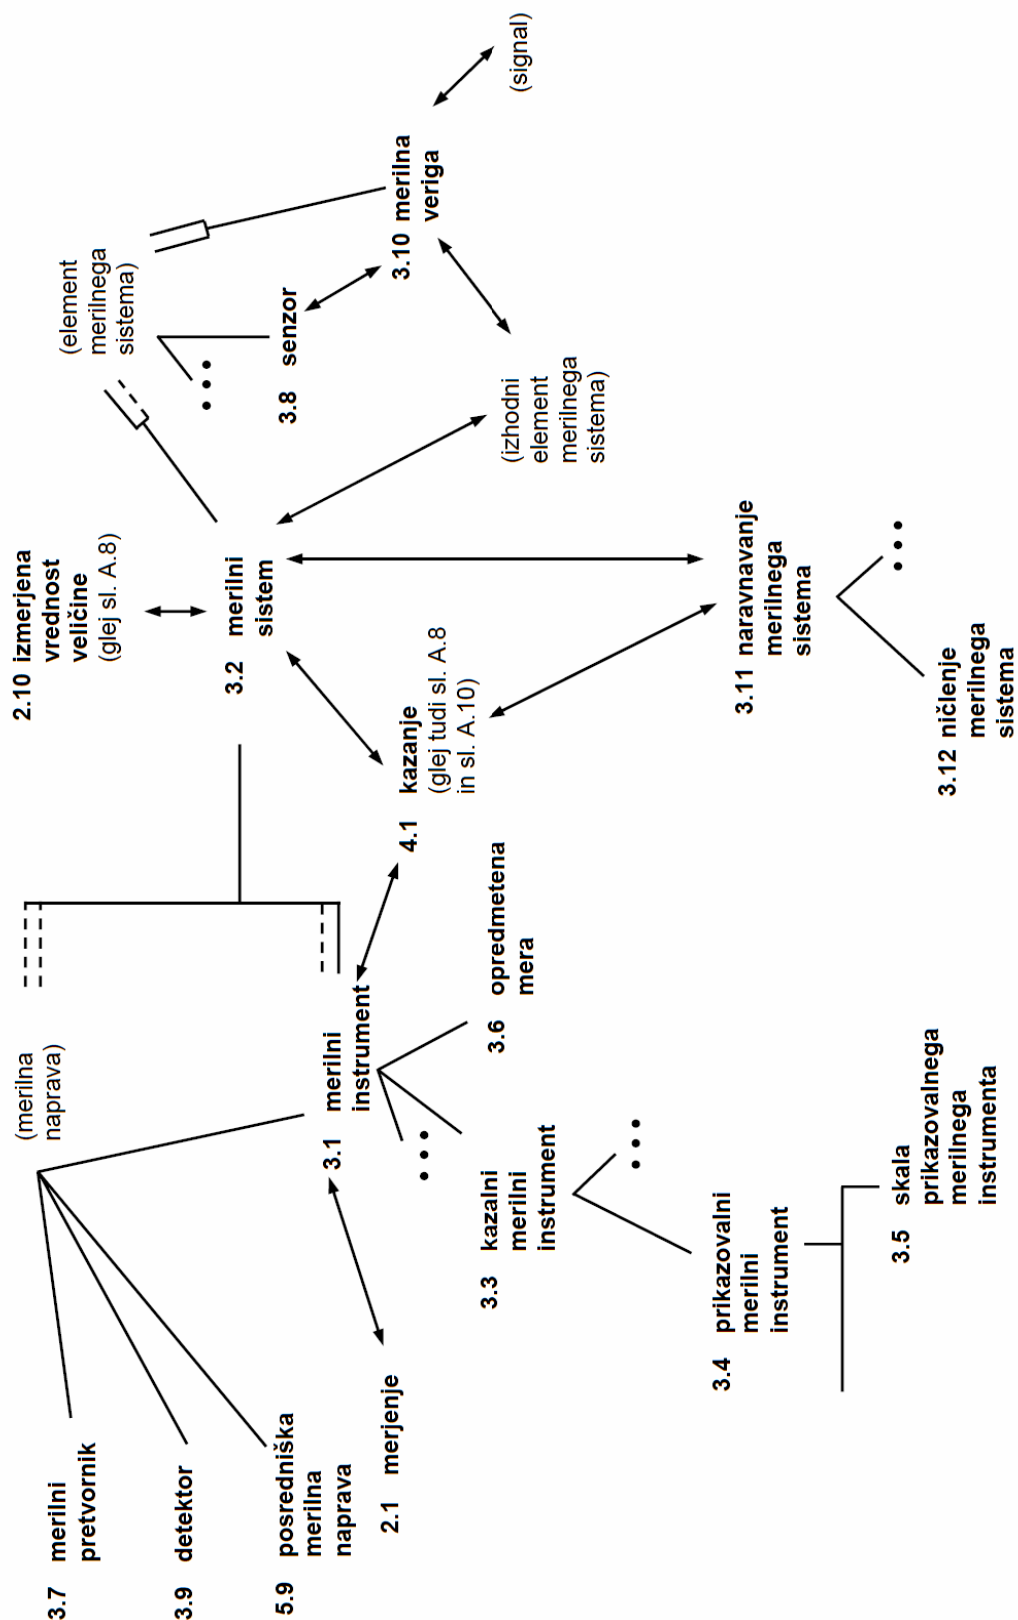 (merilna
naprava)
2.10 izmerjena
vrednost
veličine
(glej sl. A.8)
(element
merilnega
sistema)
3.7 merilni
pretvornik
3.9 detektor
5.9 posredniška
merilna
naprava
2.1 merjenje
3.1 merilni
instrument
3.2 merilni
sistem
3.8 senzor
4.1 kazanje
(glej tudi sl. A.8
in sl. A.10)
3.10 merilna
veriga
(signal)
3.3 kazalni
merilni
instrument
3.6 opredmetena
mera
(izhodni
element
merilnega
sistema)
3.4 prikazovalni
merilni
instrument
3.11 naravnavanje
merilnega
sistema
3.5 skala
prikazovalnega
merilnega
instrumenta
3.12 ničlenje
merilnega
sistema